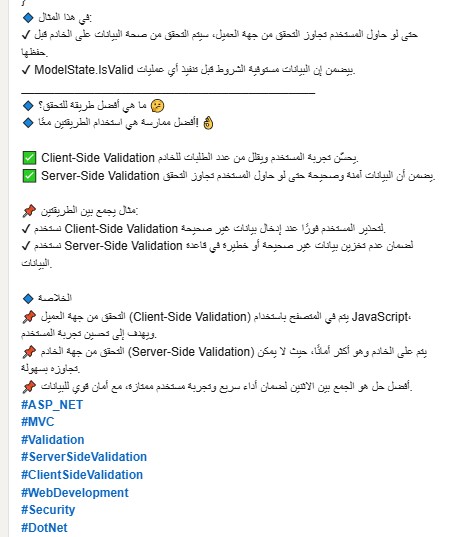 }
🔷 في هذا المثال:
✔ حتى لو حاول المستخدم تجاوز التحقق من جهة العميل، سيتم التحقق من صحة البيانات على الخادم قبل
حفظها.
✔ ModelState.IsValid يضمن إن البيانات مستوفية الشروط قبل تنفيذ أي عمليات.
🔷 ما هي أفضل طريقة للتحقق؟ 🤔
🔷 أفضل ممارسة هي استخدام الطريقتين معًا! 👌
✅ Client-Side Validation يحسّن تجربة المستخدم ويقلل من عدد الطلبات للخادم.
✅ Server-Side Validation يضمن أن البيانات آمنة وصحيحة حتى لو حاول المستخدم تجاوز التحقق.
📌 مثال يجمع بين الطريقتين:
✔ نستخدم Client-Side Validation لتحذير المستخدم فورًا عند إدخال بيانات غير صحيحة.
✔ نستخدم Server-Side Validation لضمان عدم تخزين بيانات غير صحيحة أو خطيرة في قاعدة
البيانات.
🔷 الخلاصة
📌 التحقق من جهة العميل (Client-Side Validation) يتم في المتصفح باستخدام JavaScript،
ويهدف إلى تحسين تجربة المستخدم.
📌 التحقق من جهة الخادم (Server-Side Validation) يتم على الخادم وهو أكثر أمانًا، حيث لا يمكن
تجاوزه بسهولة.
📌 أفضل حل هو الجمع بين الاثنين لضمان أداء سريع وتجربة مستخدم ممتازة، مع أمان قوي للبيانات.
#ASP_NET
#MVC
#Validation
#ServerSideValidation
#ClientSideValidation
#WebDevelopment
#Security
#DotNet